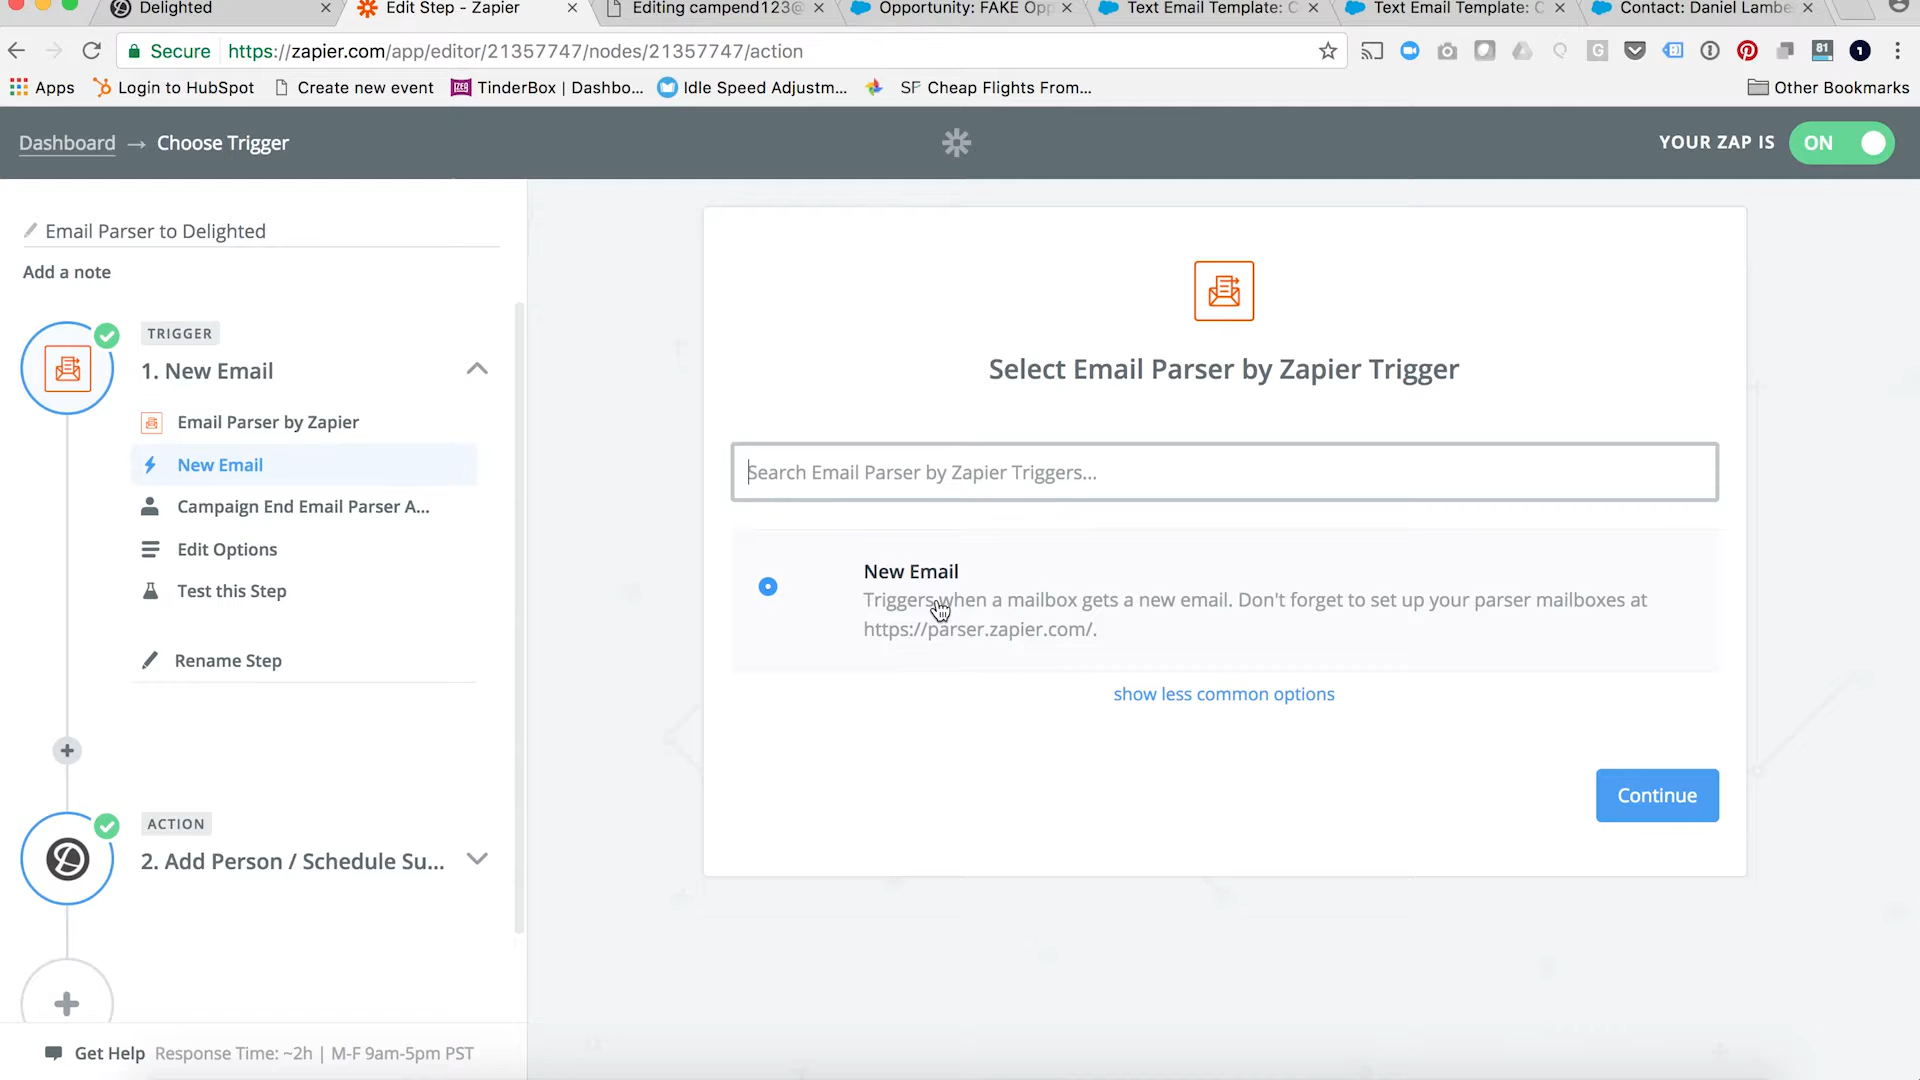 Delighted
Edit Step - Zapier
Editing campend123@
Opportunity: FAKE Opp
Text Email Template: C
Text Email Template: C
Contact: Daniel Lambe
Secure
https://zapier.com/app/editor/21357747/nodes/21357747/action
81
1
Apps
Login to HubSpot
Create new event
TinderBox | Dashbo...
Idle Speed Adjustm...
SF Cheap Flights From...
Other Bookmarks
Dashboard → Choose Trigger
YOUR ZAP IS
ON
Email Parser to Delighted
Add a note
TRIGGER
1. New Email
Email Parser by Zapier
New Email
Campaign End Email Parser A...
Edit Options
Test this Step
Rename Step
ACTION
2. Add Person / Schedule Su...
Get Help Response Time: ~2h | M-F 9am-5pm PST
Select Email Parser by Zapier Trigger
Search Email Parser by Zapier Triggers...
New Email
Triggers when a mailbox gets a new email. Don't forget to set up your parser mailboxes at
https://parser.zapier.com/.
show less common options
Continue